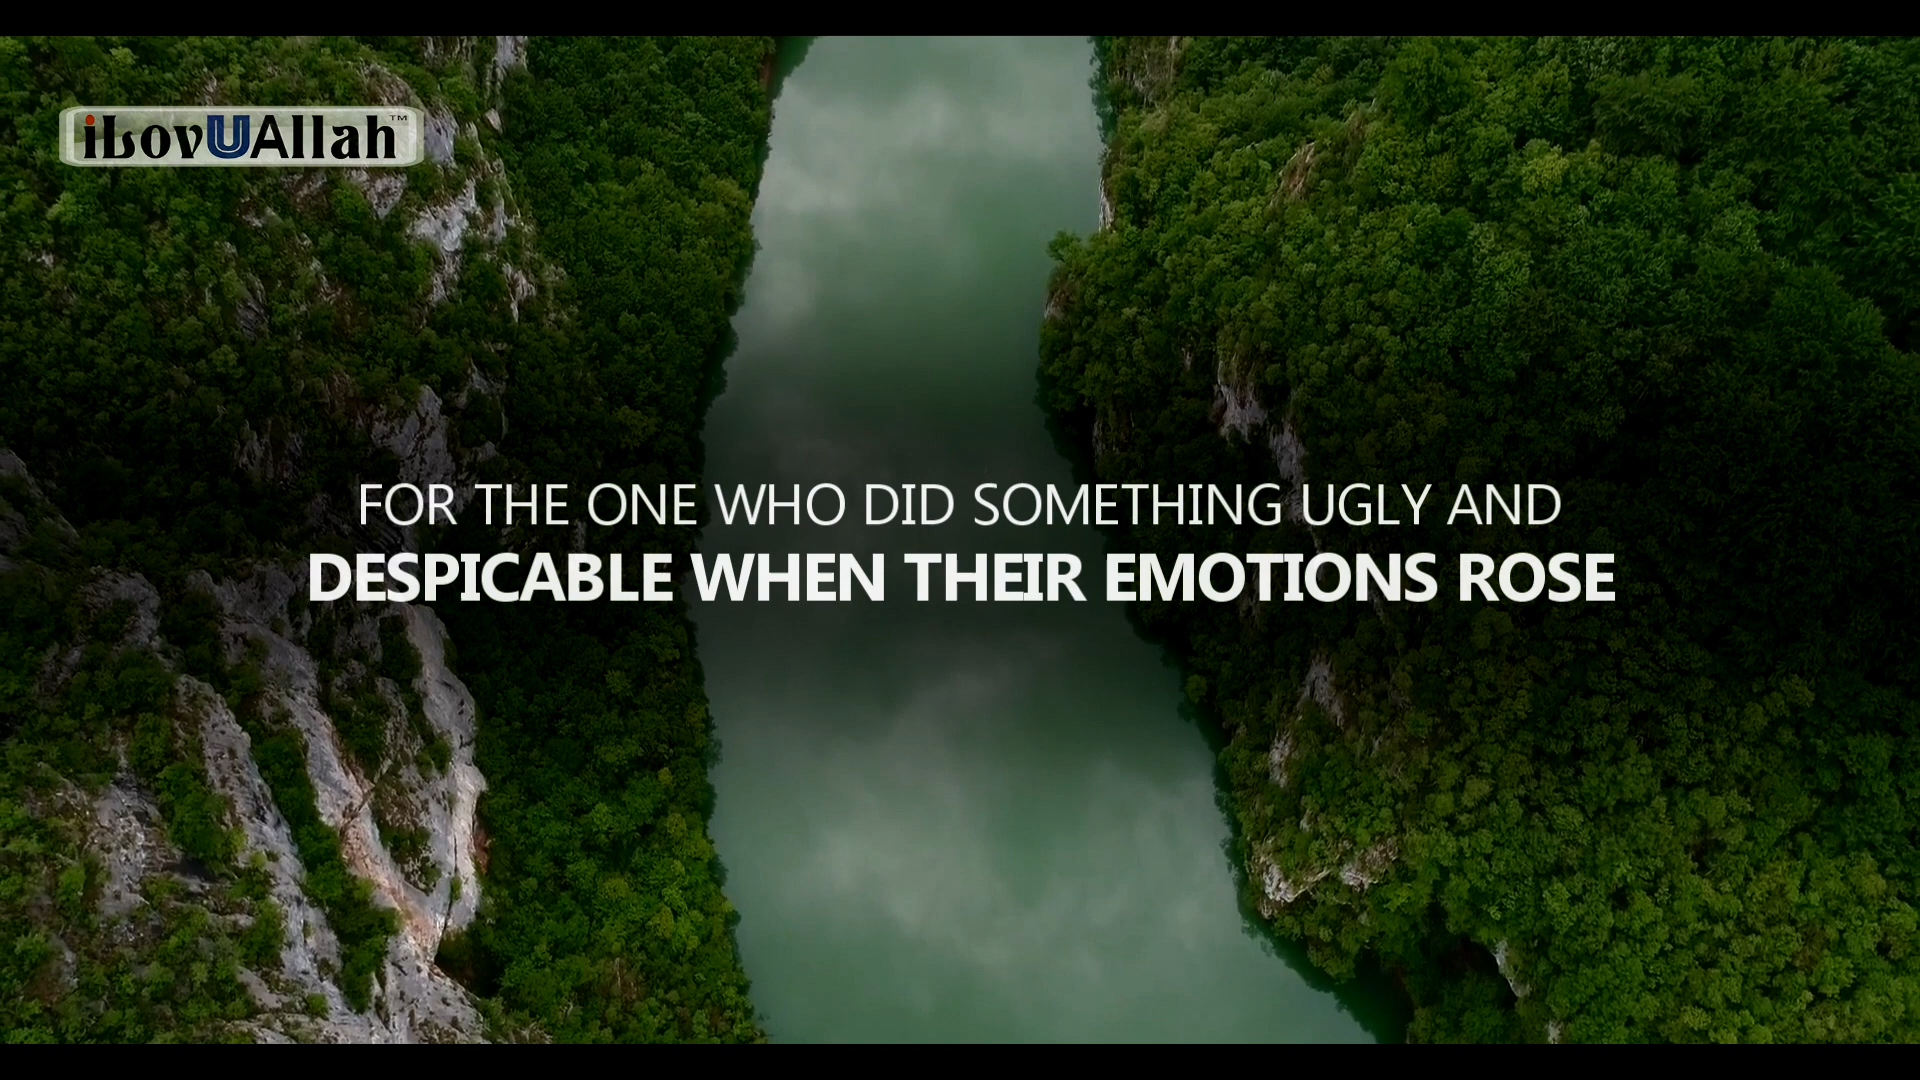 iLovUAllah™
FOR THE ONE WHO DID SOMETHING UGLY AND
DESPICABLE WHEN THEIR EMOTIONS ROSE